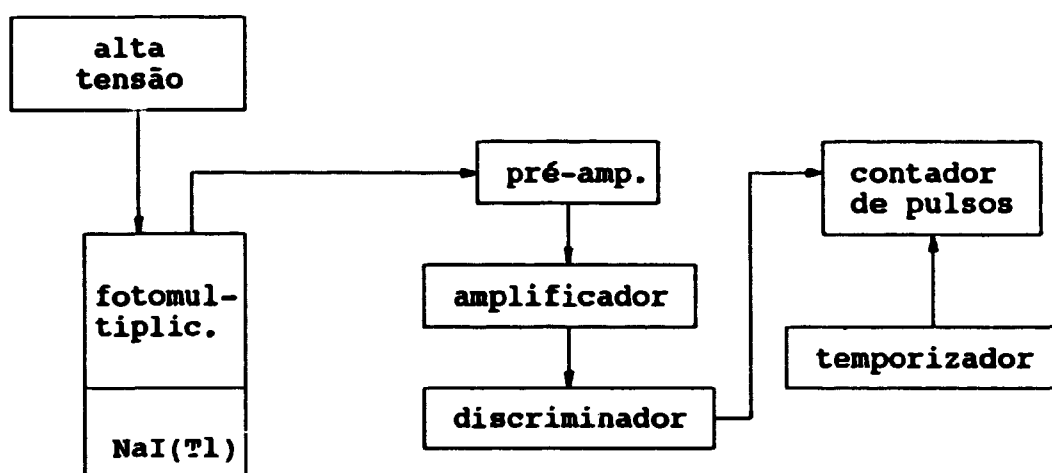 alta
tensão
pré-amp.
contador
de pulsos
fotomul-
tiplic.
amplificador
temporizador
discriminador
NaI(Tl)